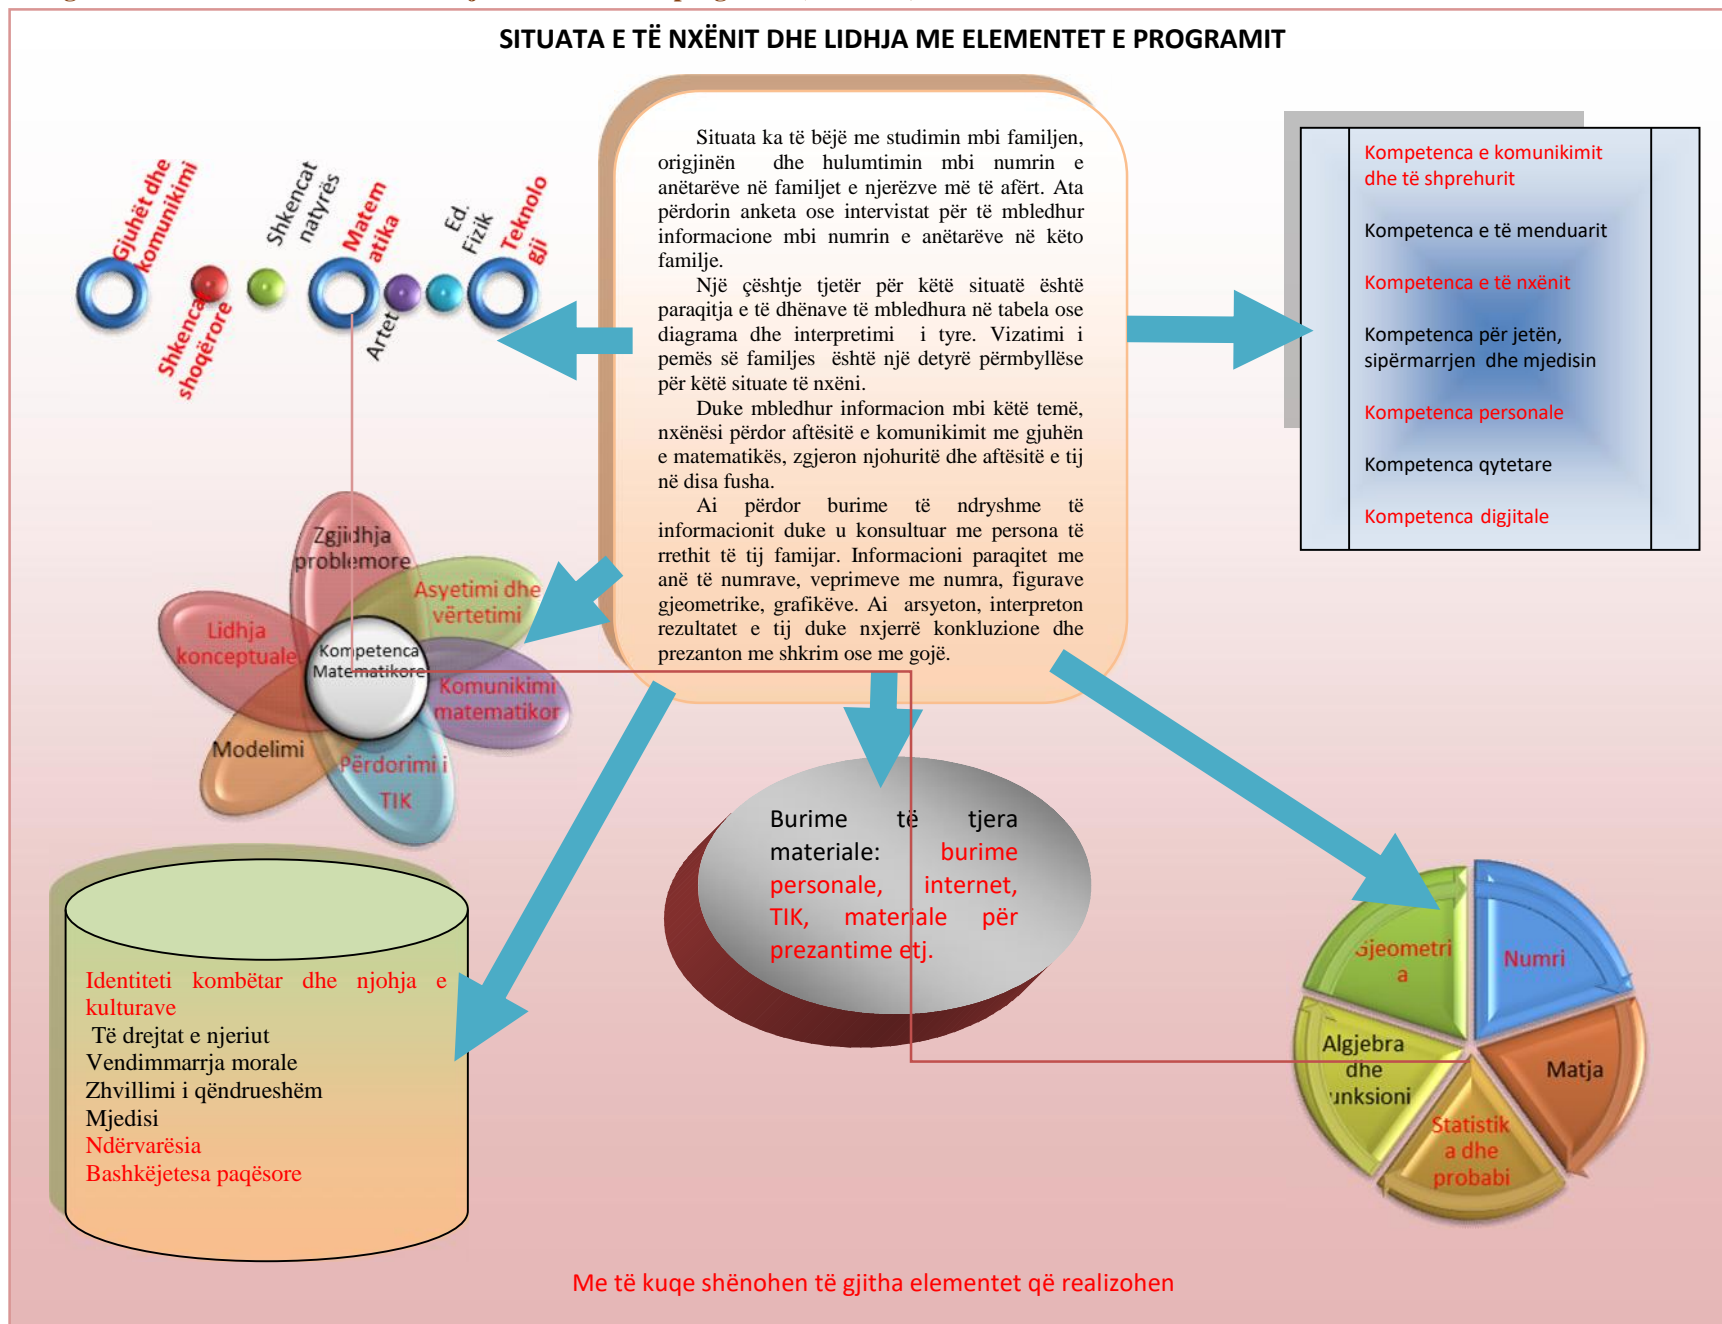 SITUATA E TË NXËNIT DHE LIDHJA ME ELEMENTET E PROGRAMIT
Gjuhët dhe
komunikimi
Shkencat
shoqërore
Shkencat
natyrës
Matem
atika
Artet
Ed.
Fizik
Teknolo
gji
Situata ka të bëjë me studimin mbi familjen,
origjinën dhe hulumtimin mbi numrin e
anëtarëve në familjet e njerëzve më të afërt. Ata
përdorin anketa ose intervistat për të mbledhur
informacione mbi numrin e anëtarëve në këto
familje.
Një çështje tjetër për këtë situatë është
paraqitja e të dhënave të mbledhura në tabela ose
diagrama dhe interpretimi i tyre. Vizatimi i
pemës së familjes është një detyrë përmbyllëse
për këtë situate të nxëni.
Duke mbledhur informacion mbi këtë temë,
nxënësi përdor aftësitë e komunikimit me gjuhën
e matematikës, zgjeron njohuritë dhe aftësitë e tij
në disa fusha.
Ai përdor burime të ndryshme të
informacionit duke u konsultuar me persona të
rrethit të tij famijar. Informacioni paraqitet me
anë të numrave, veprimeve me numra, figurave
gjeometrike, grafikëve. Ai arsyeton, interpreton
rezultatet e tij duke nxjerrë konkluzione dhe
prezanton me shkrim ose me gojë.
Kompetenca e komunikimit
dhe të shprehurit
Kompetenca e të menduarit
Kompetenca e të nxënit
Kompetenca për jetën,
sipërmarrjen dhe mjedisin
Kompetenca personale
Kompetenca qytetare
Kompetenca digjitale
Zgjidhja
problemore
Asyetimi dhe
vërtetimi
Komunikimi
matematikor
Përdorimi i
TIK
Modelimi
Lidhja
konceptuale
Kompetenca
Matematikore
Burime të tjera
materiale: burime
personale, internet,
TIK, materiale për
prezantime etj.
Identiteti kombëtar dhe njohja e
kulturave
Të drejtat e njeriut
Vendimmarrja morale
Zhvillimi i qëndrueshëm
Mjedisi
Ndërvarësia
Bashkëjetesa paqësore
Gjeometri
a
Numri
Matja
Statistik
a dhe
probabi
Algjebra
dhe
unksioni
Me të kuqe shënohen të gjitha elementet që realizohen